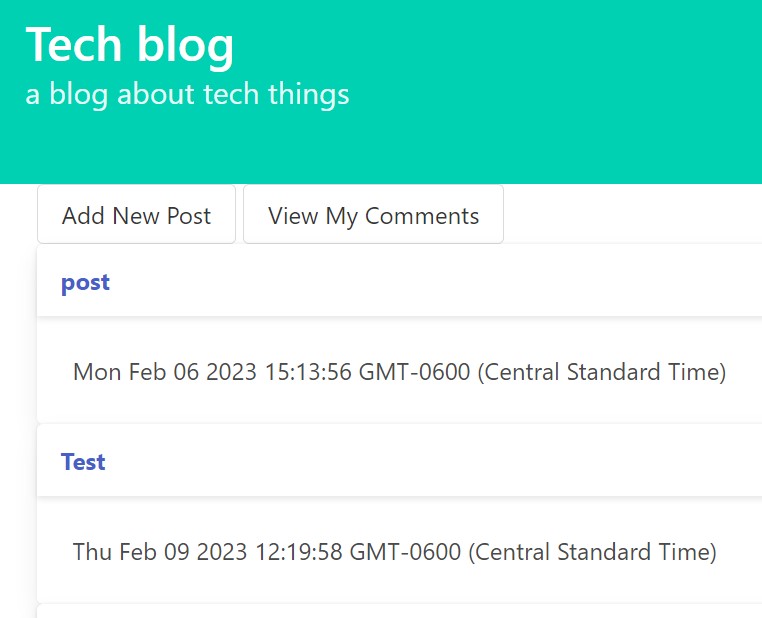 Tech blog
a blog about tech things
Add New Post View My Comments
post
Mon Feb 06 2023 15:13:56 GMT-0600 (Central Standard Time)
Test
Thu Feb 09 2023 12:19:58 GMT-0600 (Central Standard Time)